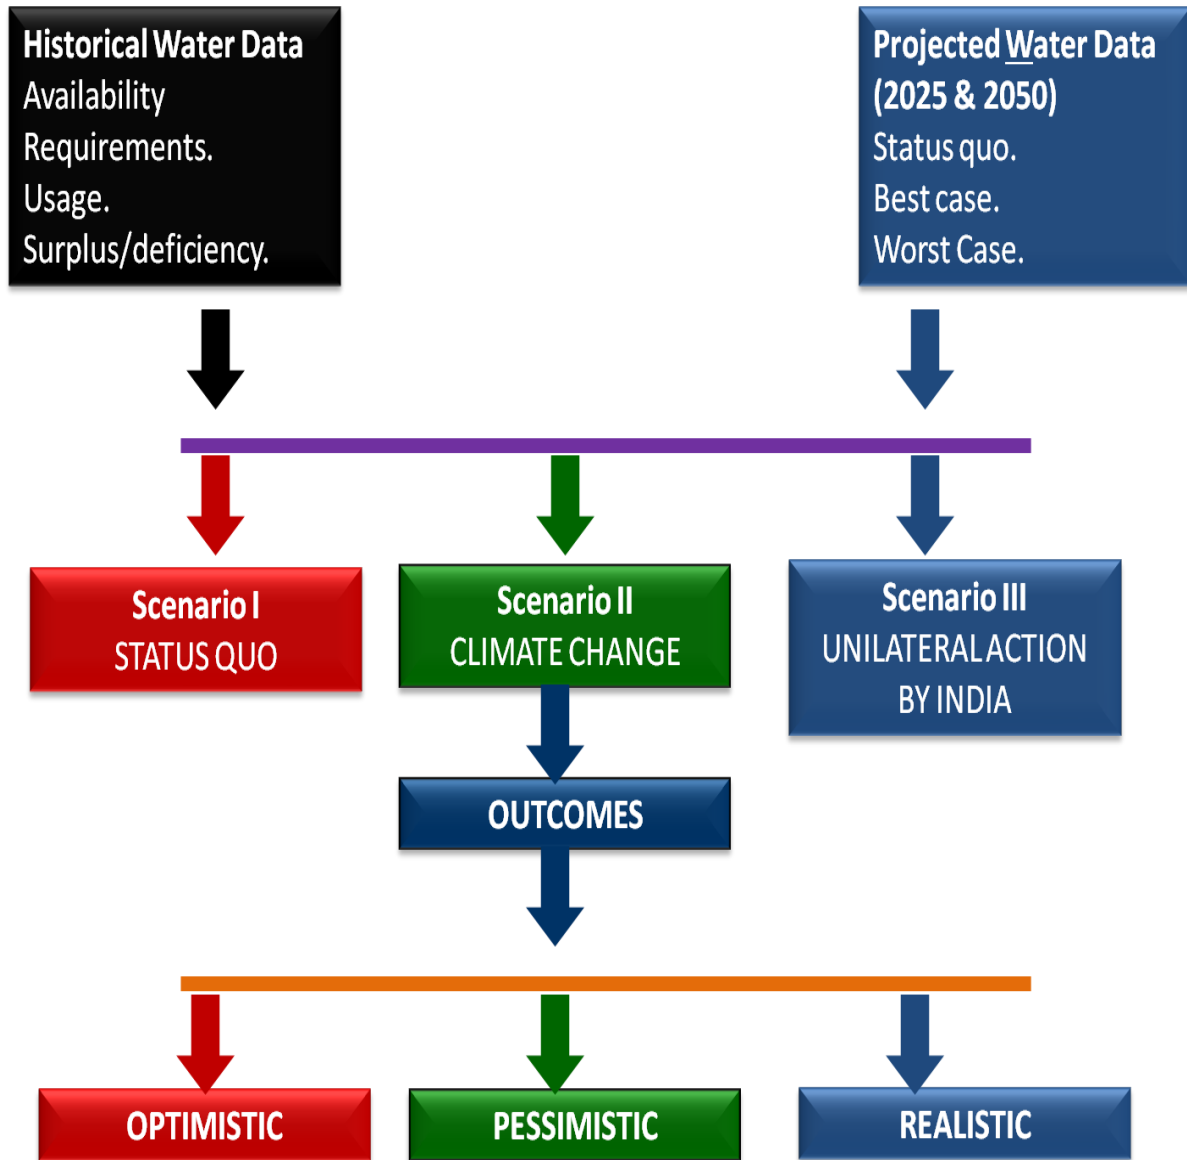 Historical Water Data
Availability
Requirements.
Usage.
Surplus/deficiency.
Projected Water Data
(2025 & 2050)
Status quo.
Best case.
Worst Case.
Scenario I
STATUS QUO
Scenario II
CLIMATE CHANGE
Scenario III
UNILATERAL ACTION
BY INDIA
OUTCOMES
OPTIMISTIC
PESSIMISTIC
REALISTIC